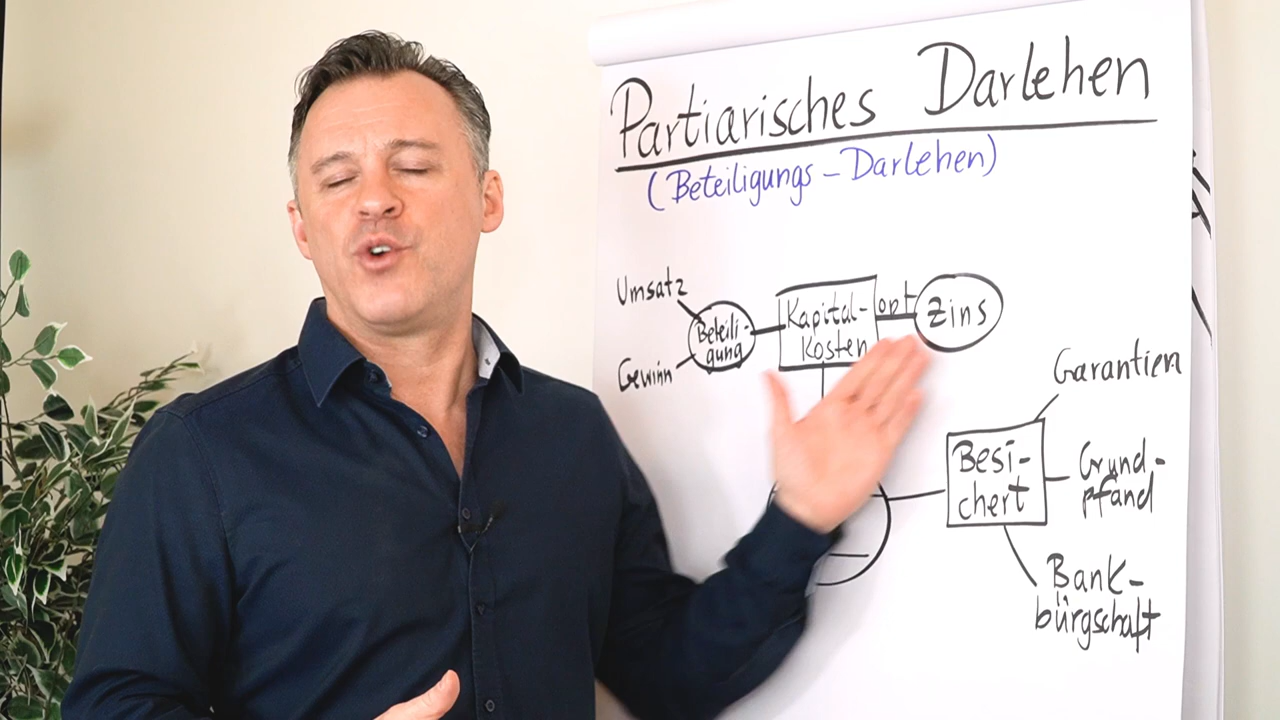 Partiarisches Darlehen
(Beteiligungs-Darlehen)
Umsatz
Gewinn
Beteili-
gung
Kapital-
Kosten
opt
Zins
Garantien
Besi-
chert
Grund-
pfand
Bank-
bürgschaft